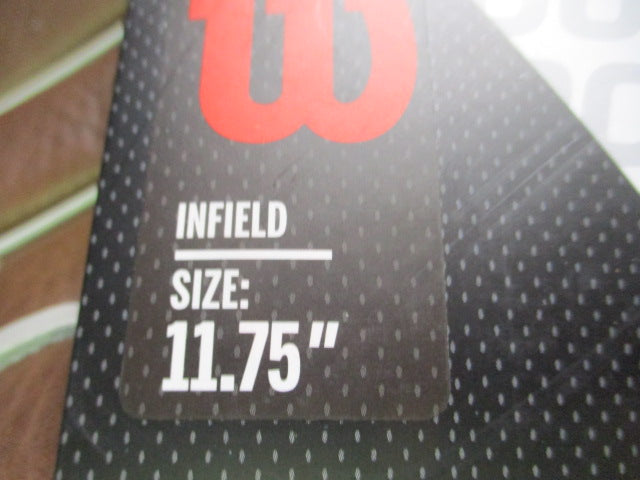 W
INFIELD
SIZE:
11.75"